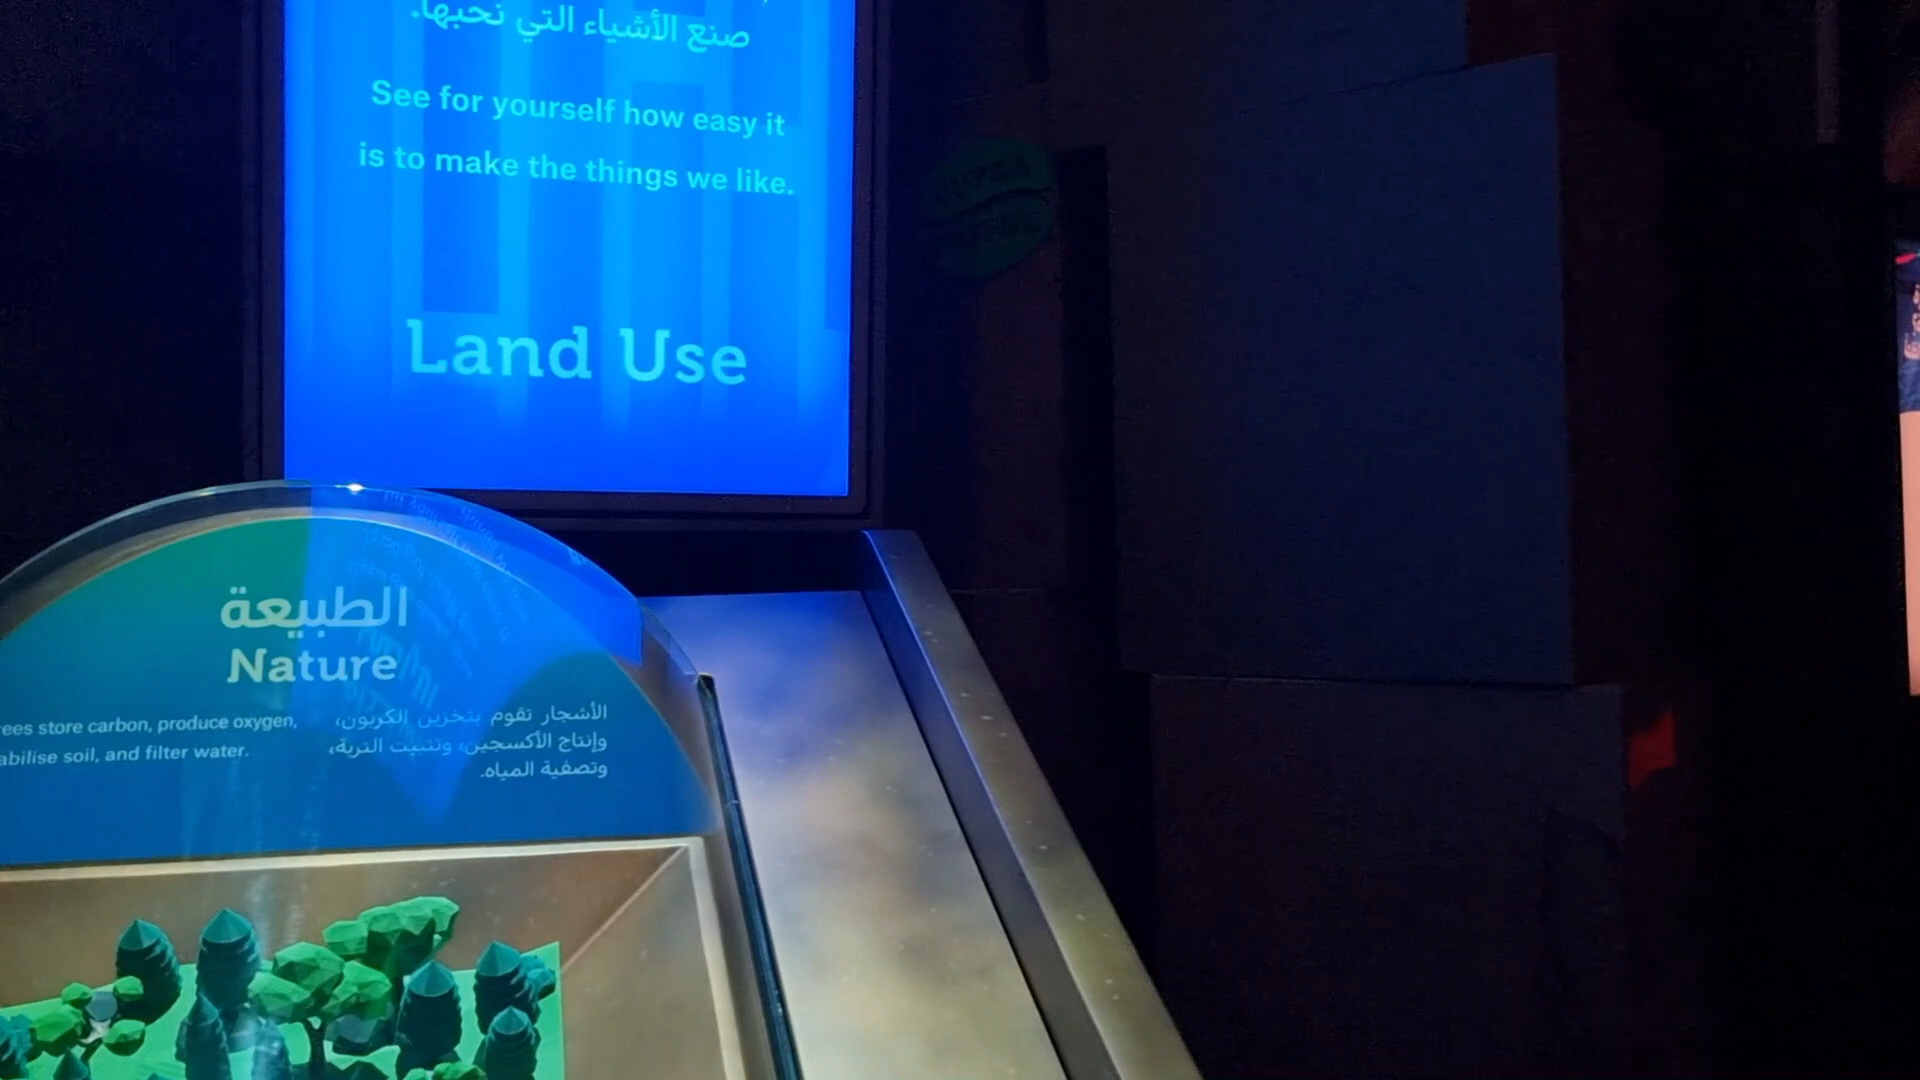 صنع الأشياء التي نحبها.
See for yourself how easy it
is to make the things we like.
Land Use
الطبيعة
Nature
الأشجار تقوم بتخزين الكربون،
وإنتاج الأكسجين، وتثبيت التربة،
وتصفية المياه.
store carbon, produce oxygen,
soil, and filter water.